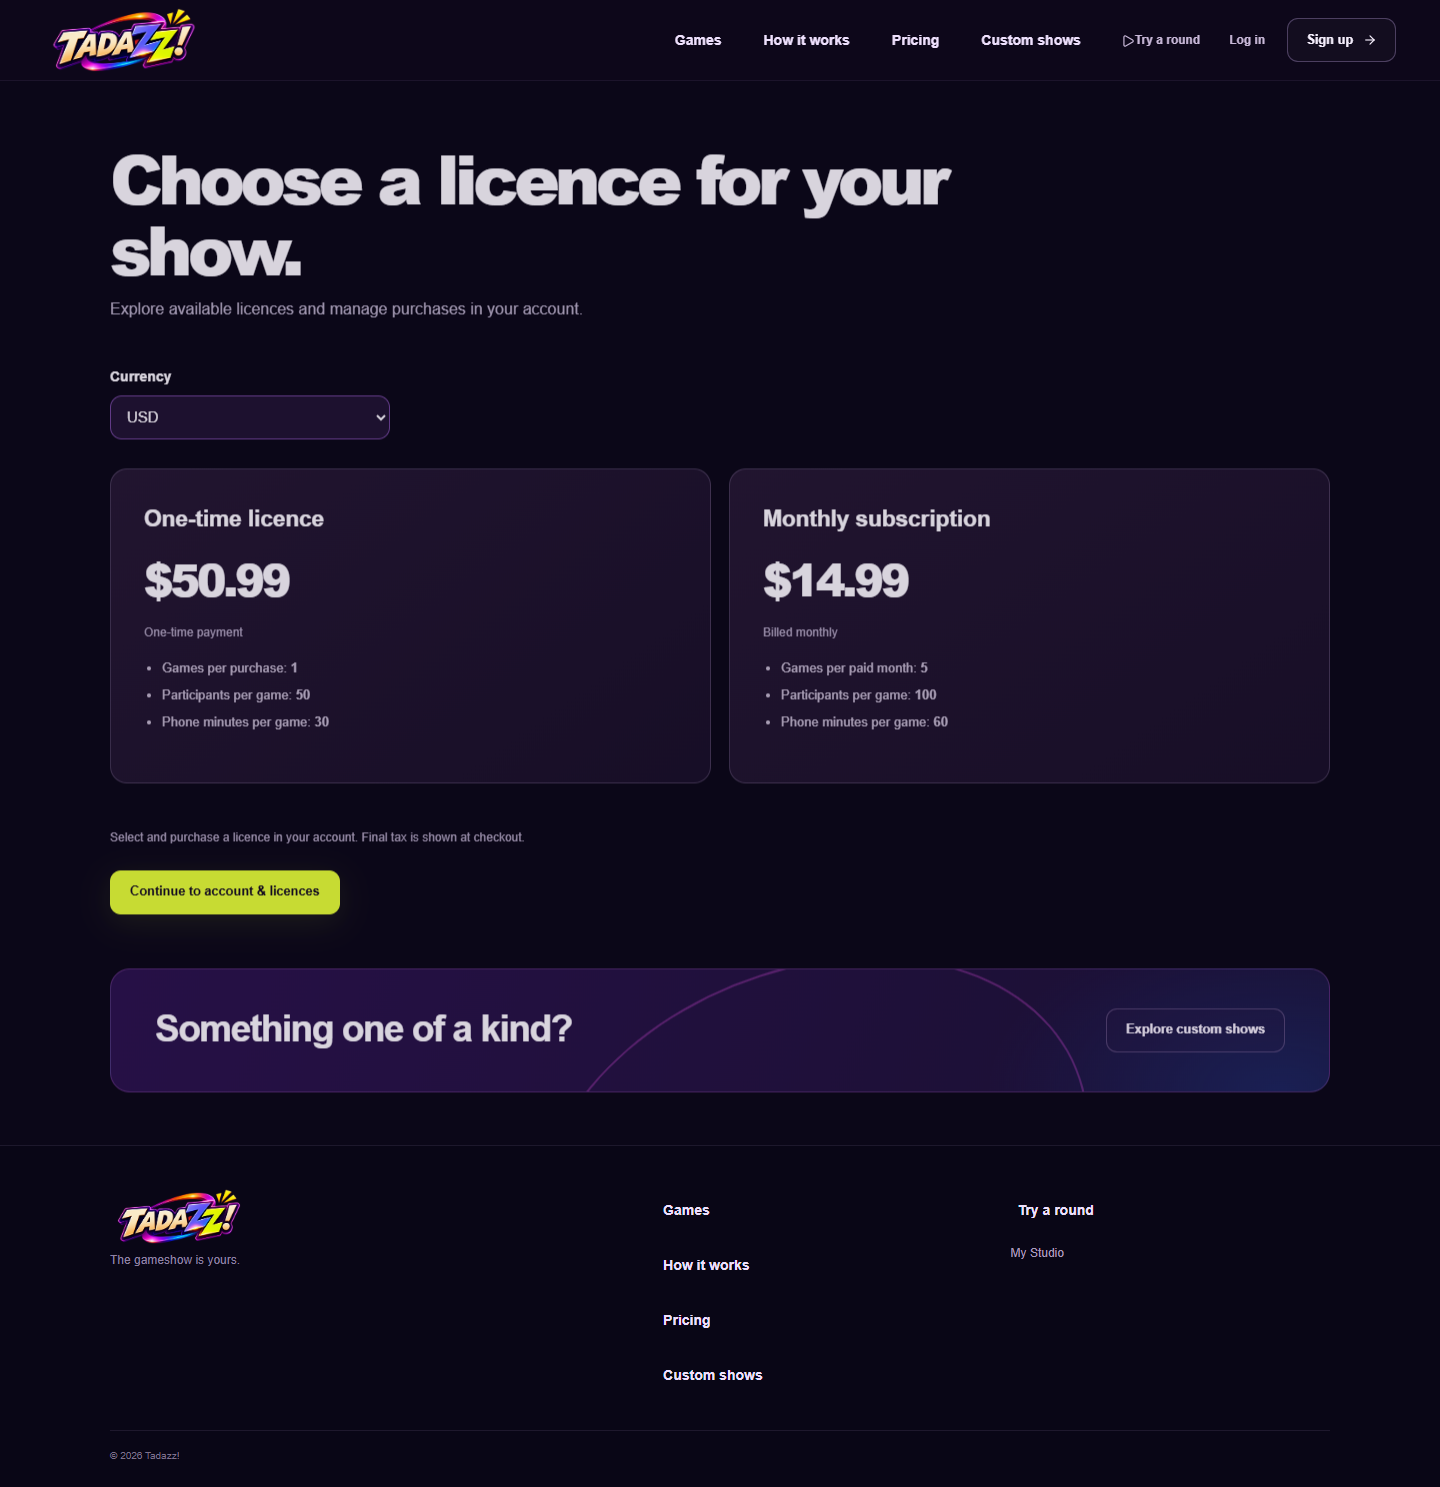 TADAZZ!
Games
How it works
Pricing
Custom shows
Try a round
Log in
Sign up
Choose a licence for your
show.
Explore available licences and manage purchases in your account.
Currency
USD
One-time licence
$50.99
One-time payment
Games per purchase: 1
Participants per game: 50
Phone minutes per game: 30
Monthly subscription
$14.99
Billed monthly
Games per paid month: 5
Participants per game: 100
Phone minutes per game: 60
Select and purchase a licence in your account. Final tax is shown at checkout.
Continue to account & licences
Something one of a kind?
Explore custom shows
TADAZZ!
The gameshow is yours.
Games
How it works
Pricing
Custom shows
Try a round
My Studio
© 2026 Tadazz!